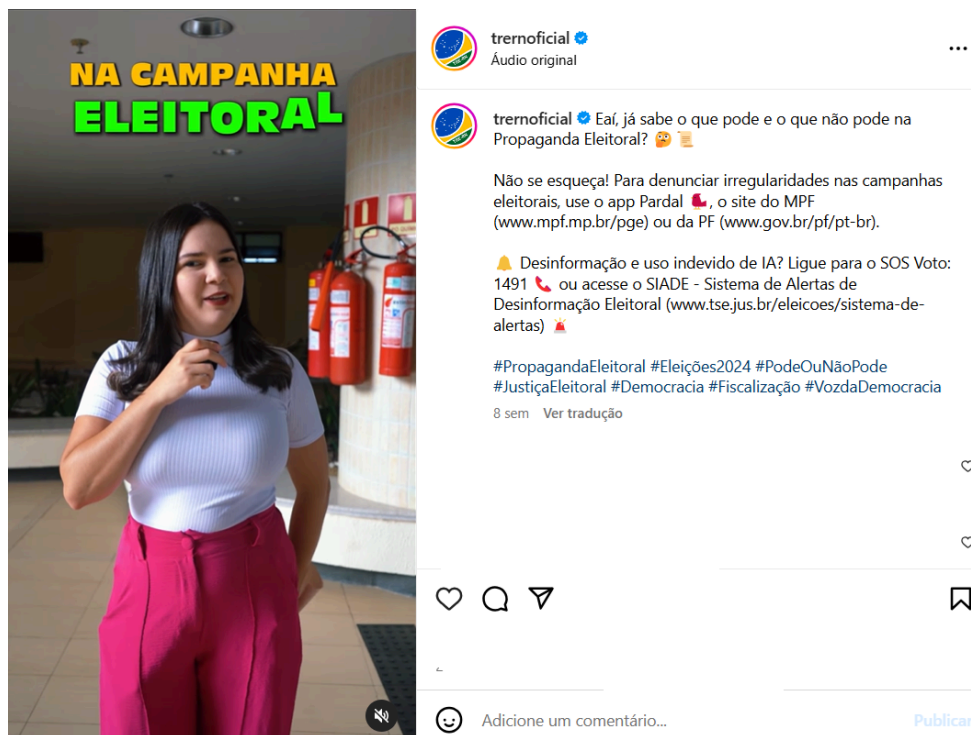 NA CAMPANHA
ELEITORAL
trernoficial
Áudio original
trernoficial Eaí, já sabe o que pode e o que não pode na
Propaganda Eleitoral? 🤔 📜
Não se esqueça! Para denunciar irregularidades nas campanhas
eleitorais, use o app Pardal 🐦, o site do MPF
(www.mpf.mp.br/pge) ou da PF (www.gov.br/pf/pt-br).
🔔 Desinformação e uso indevido de IA? Ligue para o SOS Voto:
1491 📞 ou acesse o SIADE - Sistema de Alertas de
Desinformação Eleitoral (www.tse.jus.br/eleicoes/sistema-de-
alertas) 🚨
#PropagandaEleitoral #Eleições2024 #PodeOuNãoPode
#JustiçaEleitoral #Democracia #Fiscalização #VozdaDemocracia
8 sem Ver tradução
Adicione um comentário... Publicar